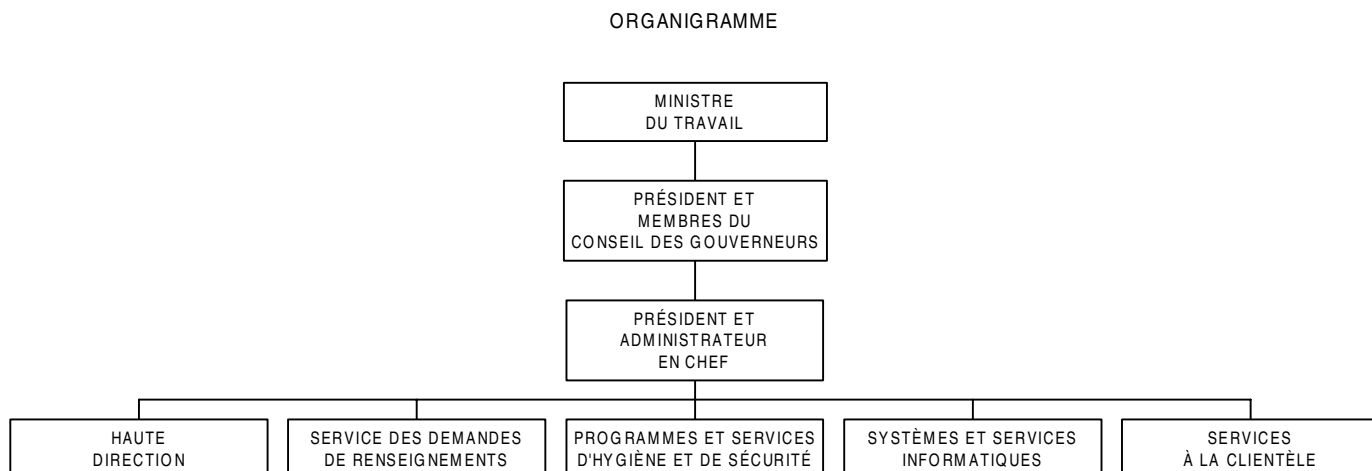 ORGANIGRAMME
MINISTRE
DU TRAVAIL
PRÉSIDENT ET
MEMBRES DU
CONSEIL DES GOUVERNEURS
PRÉSIDENT ET
ADMINISTRATEUR
EN CHEF
HAUTE
DIRECTION
SERVICE DES DEMANDES
DE RENSEIGNEMENTS
PROGRAMMES ET SERVICES
D'HYGIÈNE ET DE SÉCURITÉ
SYSTÈMES ET SERVICES
INFORMATIQUES
SERVICES
À LA CLIENTÈLE